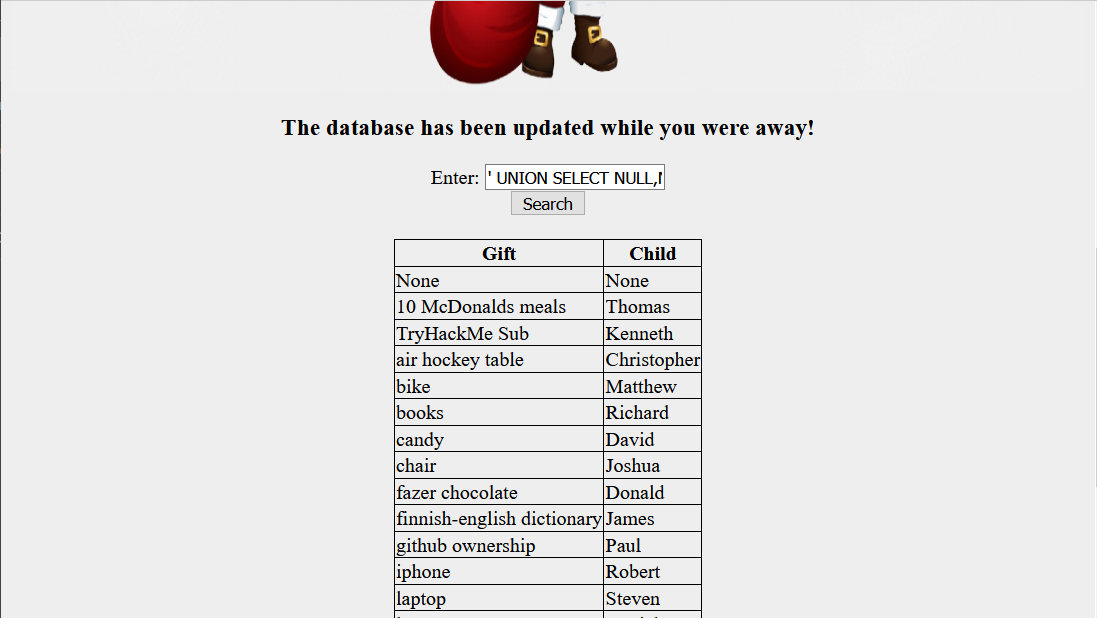 The database has been updated while you were away!
Enter: ' UNION SELECT NULL,
Search
Gift Child
None None
10 McDonalds meals Thomas
TryHackMe Sub Kenneth
air hockey table Christopher
bike Matthew
books Richard
candy David
chair Joshua
fazer chocolate Donald
finnish-english dictionary James
github ownership Paul
iphone Robert
laptop Steven